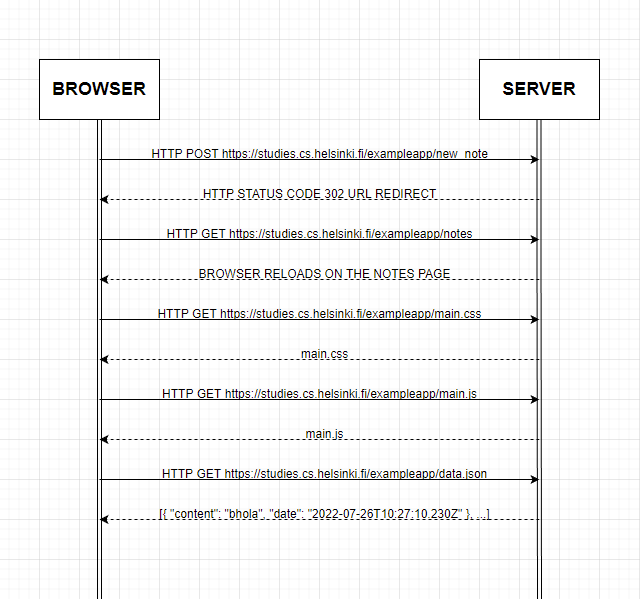 BROWSER
SERVER
HTTP POST https://studies.cs.helsinki.fi/exampleapp/new_note
HTTP STATUS CODE 302 URL REDIRECT
HTTP GET https://studies.cs.helsinki.fi/exampleapp/notes
BROWSER RELOADS ON THE NOTES PAGE
HTTP GET https://studies.cs.helsinki.fi/exampleapp/main.css
main.css
HTTP GET https://studies.cs.helsinki.fi/exampleapp/main.js
main.js
HTTP GET https://studies.cs.helsinki.fi/exampleapp/data.json
[{ "content": "bhola", "date": "2022-07-26T10:27:10.230Z" }, ...]